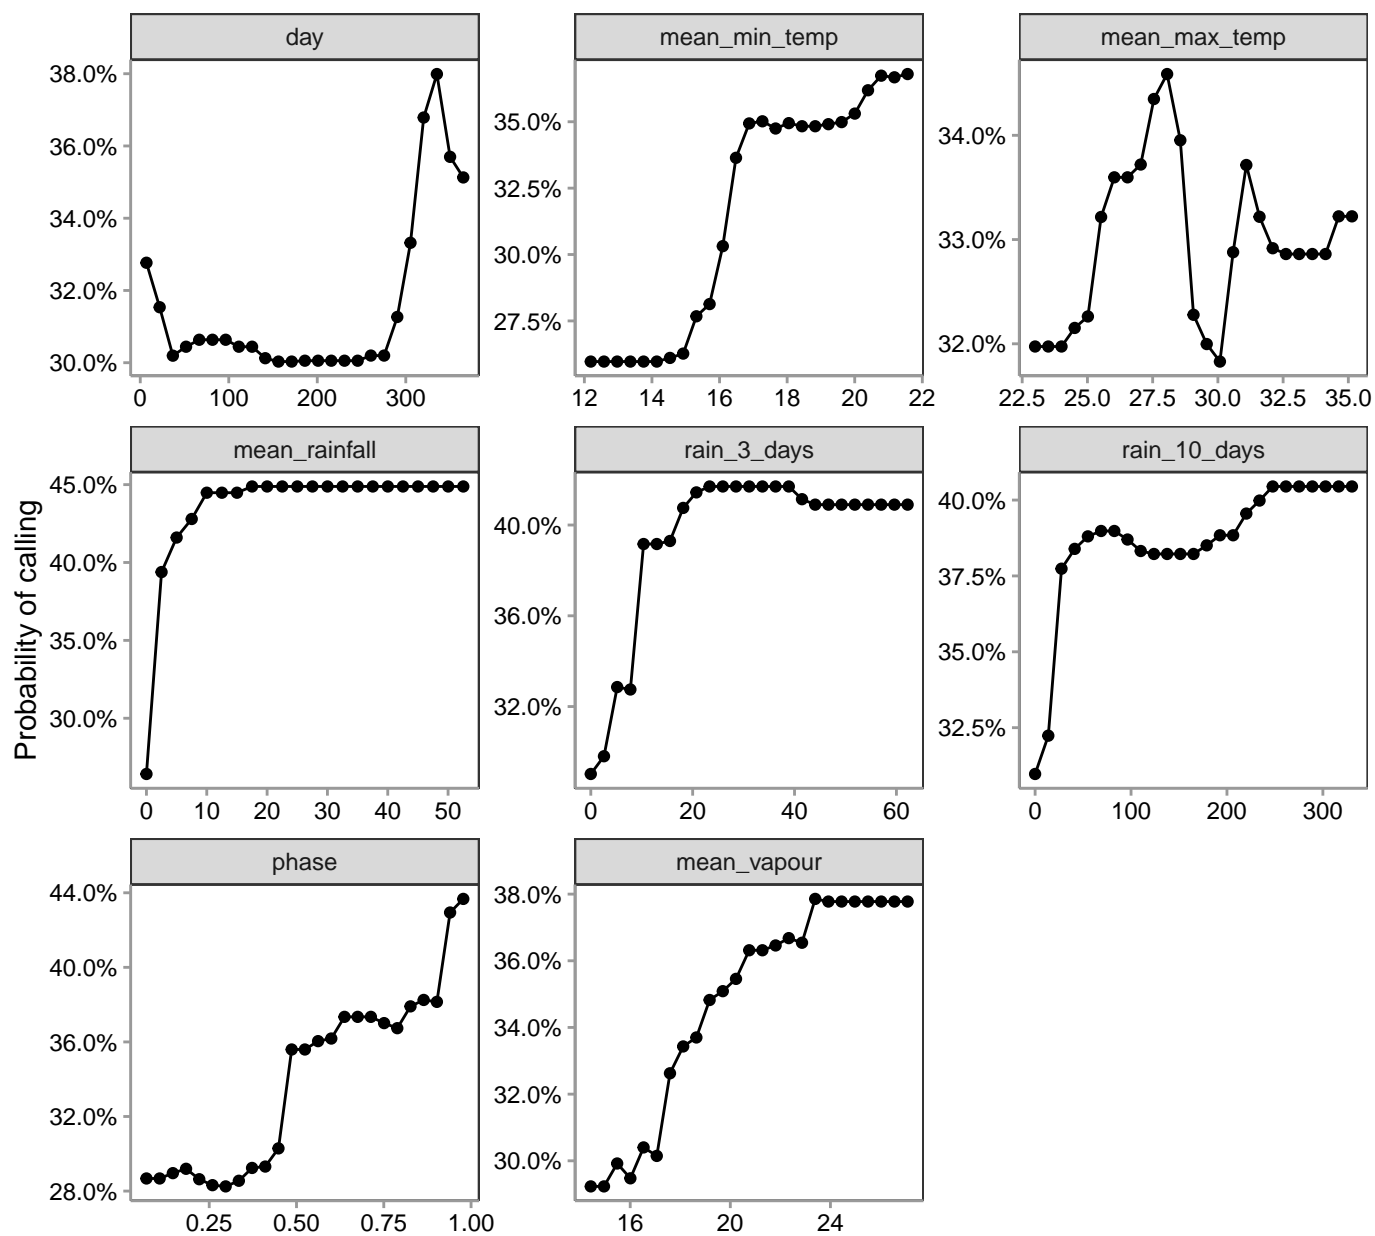 day
mean_min_temp
mean_max_temp
38.0%
36.0%
34.0%
32.0%
30.0%
0 100 200 300
35.0%
32.5%
30.0%
27.5%
12 14 16 18 20 22
34.0%
33.0%
32.0%
22.5 25.0 27.5 30.0 32.5 35.0
Probability of calling
mean_rainfall
rain_3_days
rain_10_days
45.0%
40.0%
35.0%
30.0%
0 10 20 30 40 50
40.0%
36.0%
32.0%
0 20 40 60
40.0%
37.5%
35.0%
32.5%
0 100 200 300
phase
mean_vapour
44.0%
40.0%
36.0%
32.0%
28.0%
0.25 0.50 0.75 1.00
38.0%
36.0%
34.0%
32.0%
30.0%
16 20 24